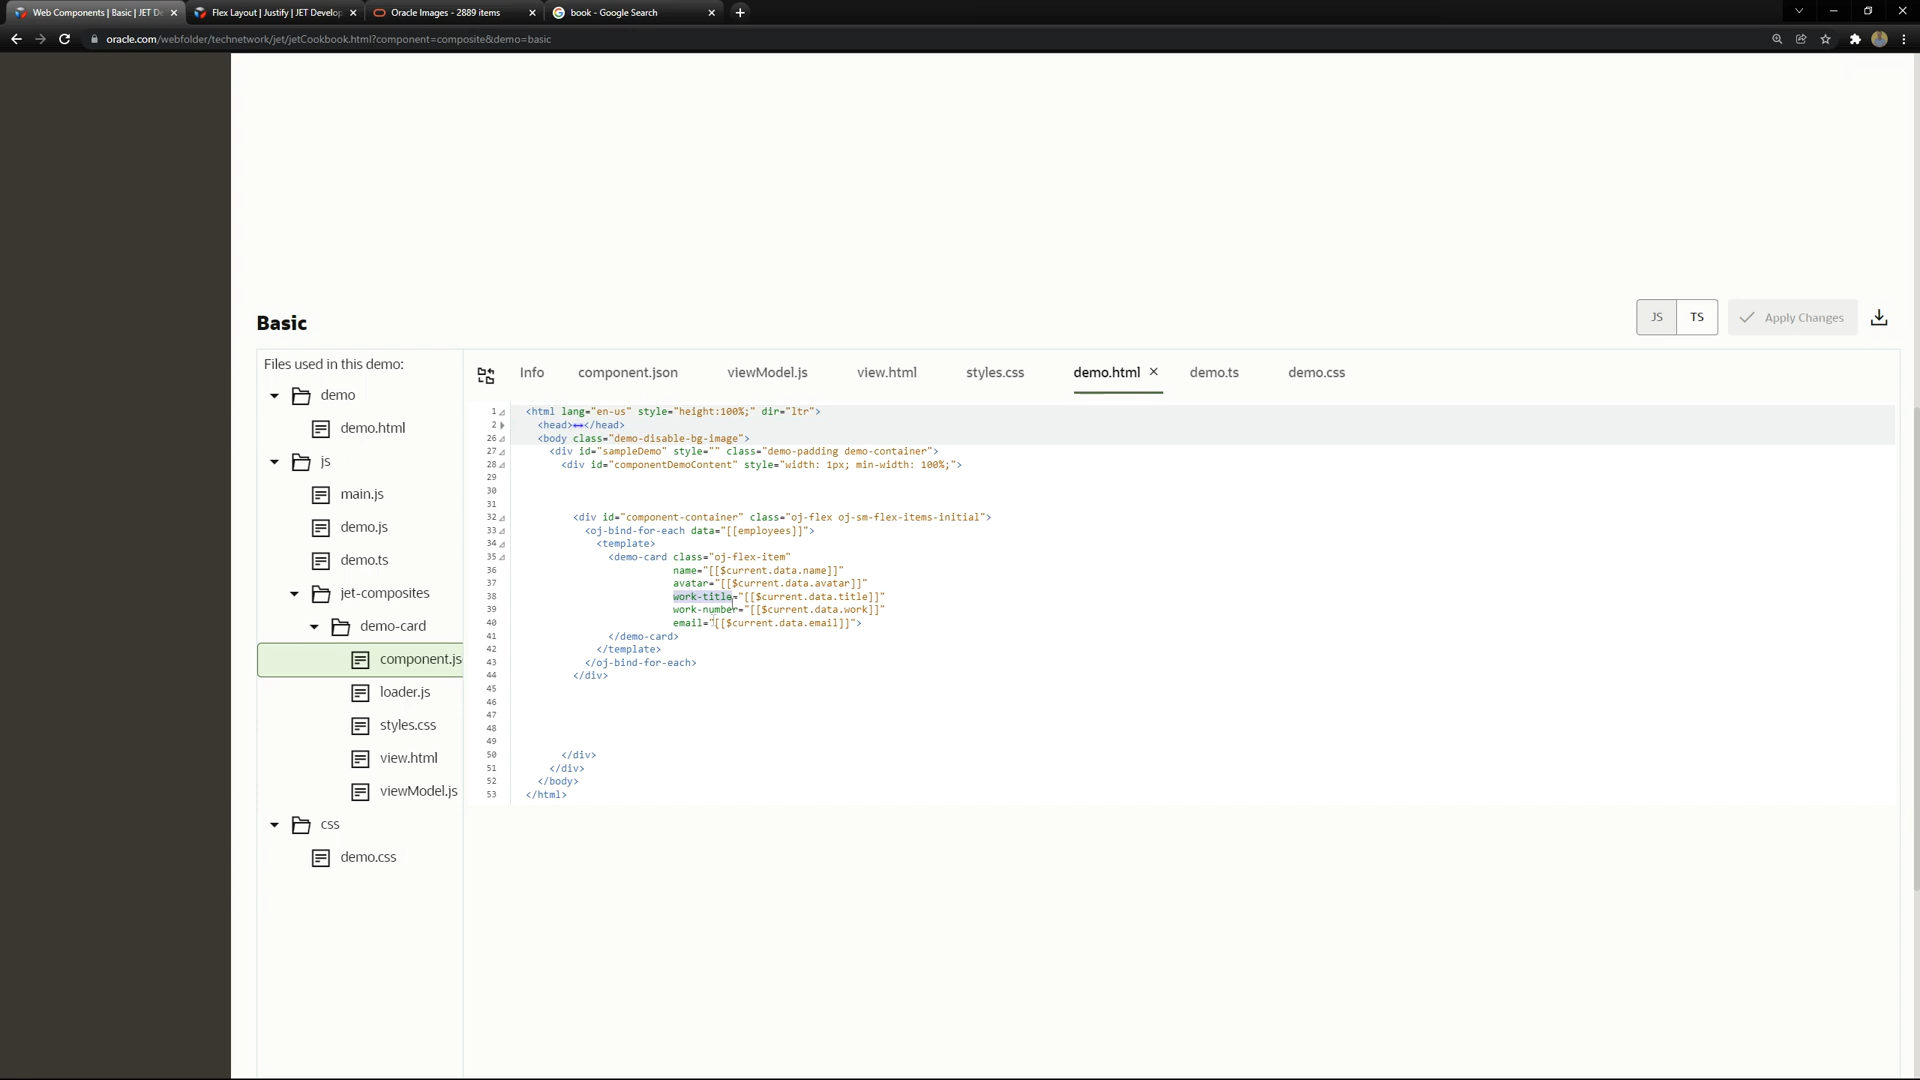 Web Components | Basic | JET D
Flex Layout | Justify | JET Develop
Oracle Images - 2889 items
book - Google Search
oracle.com/webfolder/technetwork/jet/jetCookbook.html?component=composite&demo=basic
Basic
JS
TS
Apply Changes
Files used in this demo:
demo
demo.html
js
main.js
demo.js
demo.ts
jet-composites
demo-card
component.js
loader.js
styles.css
view.html
viewModel.js
css
demo.css
Info
component.json
viewModel.js
view.html
styles.css
demo.html
demo.ts
demo.css
1 <html lang="en-us" style="height:100%;" dir="ltr">
2 <head>↔</head>
26 <body class="demo-disable-bg-image">
27 <div id="sampleDemo" style="" class="demo-padding demo-container">
28 <div id="componentDemoContent" style="width: 1px; min-width: 100%;">
29
30
31
32 <div id="component-container" class="oj-flex oj-sm-flex-items-initial">
33 <oj-bind-for-each data="[[employees]]">
34 <template>
35 <demo-card class="oj-flex-item"
36 name="[[$current.data.name]]"
37 avatar="[[$current.data.avatar]]"
38 work-title="[[$current.data.title]]"
39 work-number="[[$current.data.work]]"
40 email="[[$current.data.email]]">
41 </demo-card>
42 </template>
43 </oj-bind-for-each>
44 </div>
45
46
47
48
49
50 </div>
51 </div>
52 </body>
53 </html>